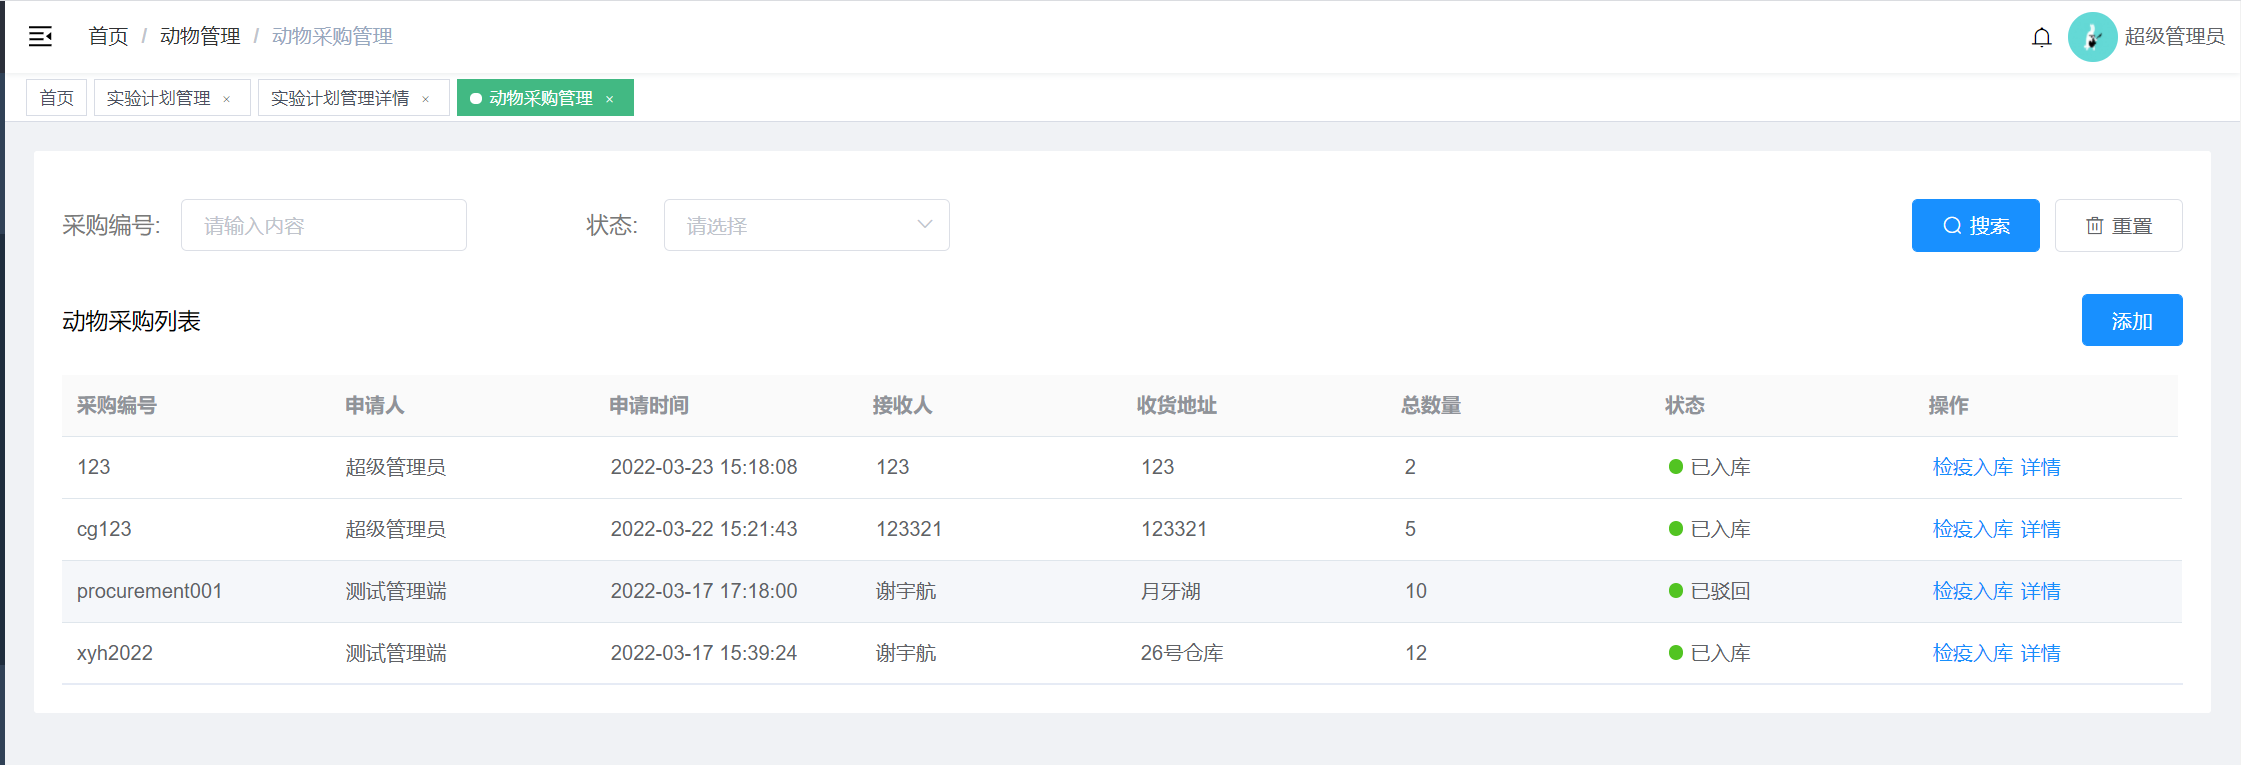 首页 / 动物管理 / 动物采购管理 超级管理员
首页 实验计划管理 × 实验计划管理详情 × 动物采购管理 ×
采购编号: 请输入内容 状态: 请选择 搜索 重置
动物采购列表 添加
采购编号 申请人 申请时间 接收人 收货地址 总数量 状态 操作
123 超级管理员 2022-03-23 15:18:08 123 123 2 已入库 检疫入库 详情
cg123 超级管理员 2022-03-22 15:21:43 123321 123321 5 已入库 检疫入库 详情
procurement001 测试管理端 2022-03-17 17:18:00 谢宇航 月牙湖 10 已驳回 检疫入库 详情
xyh2022 测试管理端 2022-03-17 15:39:24 谢宇航 26号仓库 12 已入库 检疫入库 详情